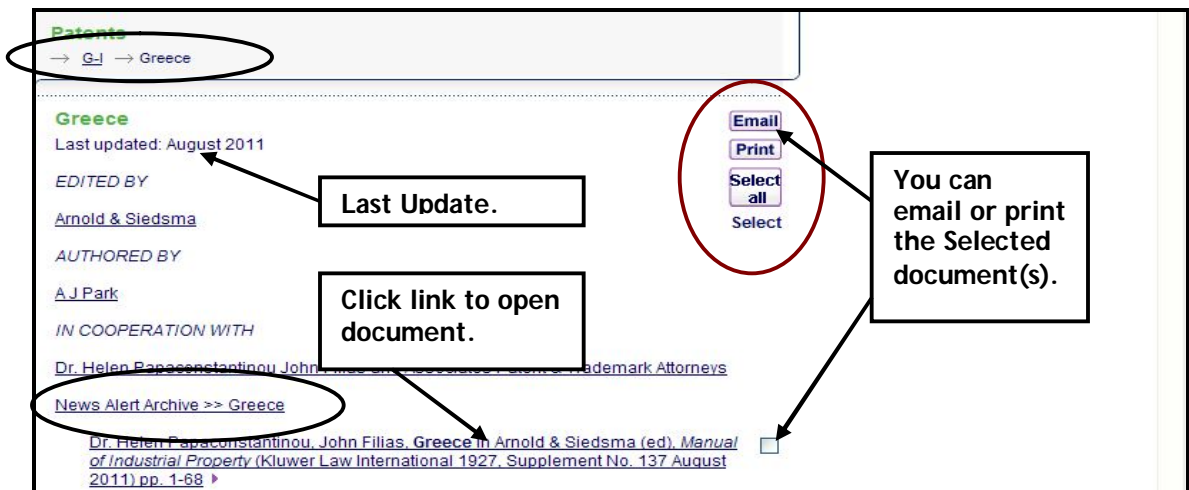 Patents
→ G-I → Greece
Greece
Last updated: August 2011
EDITED BY
Arnold & Siedsma
AUTHORED BY
A J Park
IN COOPERATION WITH
Dr. Helen Papaconstantinou John Filias and Associates Patent & Trademark Attorneys
News Alert Archive >> Greece
Dr. Helen Papaconstantinou, John Filias, Greece in Arnold & Siedsma (ed), Manual
of Industrial Property (Kluwer Law International 1927, Supplement No. 137 August
2011) pp. 1-68
Email
Print
Select
all
Select
Last Update.
Click link to open
document.
You can
email or print
the Selected
document(s).